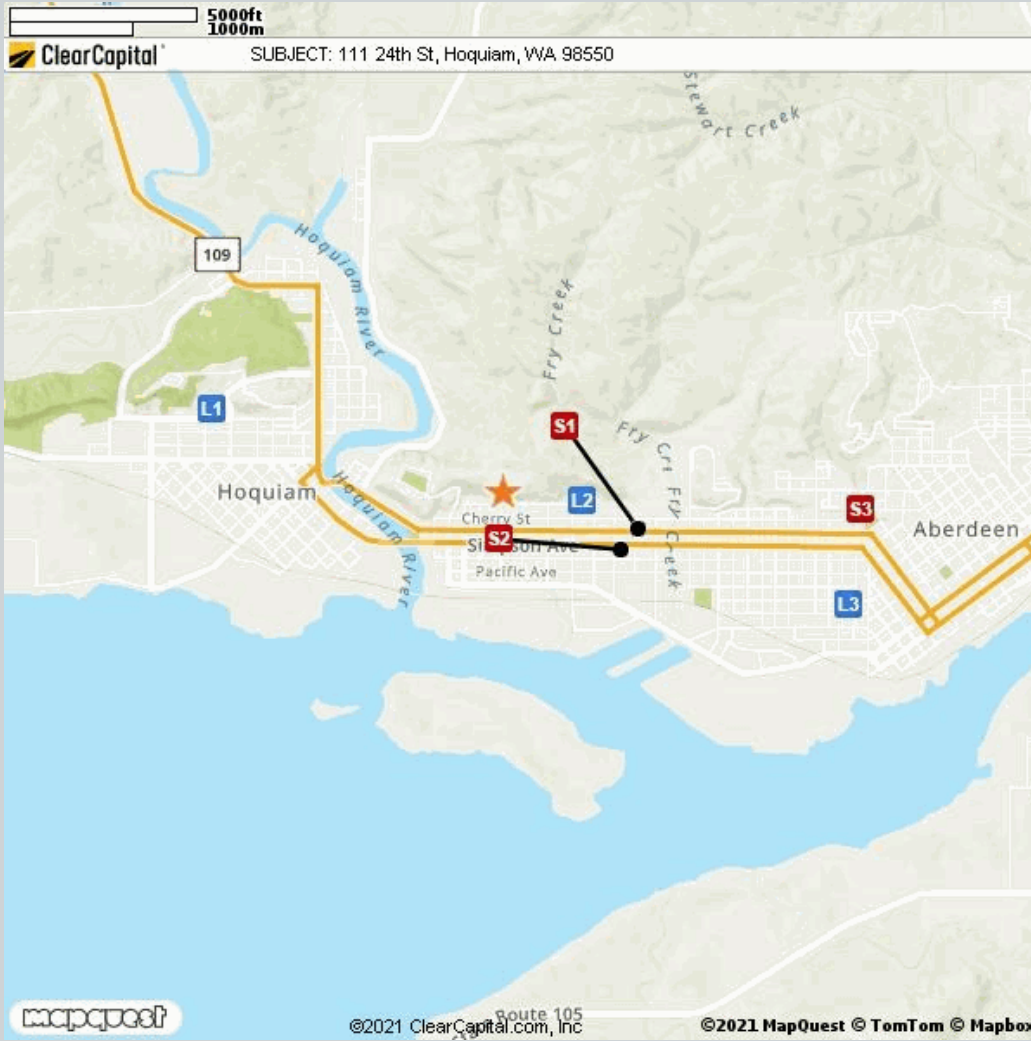 5000ft
1000m
ClearCapital
SUBJECT: 111 24th St, Hoquiam, WA 98550
Stewart Creek
109
Hoquiam River
Fry Creek
L1
S1
Fry Crk
Fry Creek
Hoquiam
Hoquiam River
L2
S3
Cherry St
Aberdeen
S2
Pacific Ave
L3
mapquest
Route 105
©2021 ClearCapital.com, Inc
©2021 MapQuest © TomTom © Mapbox